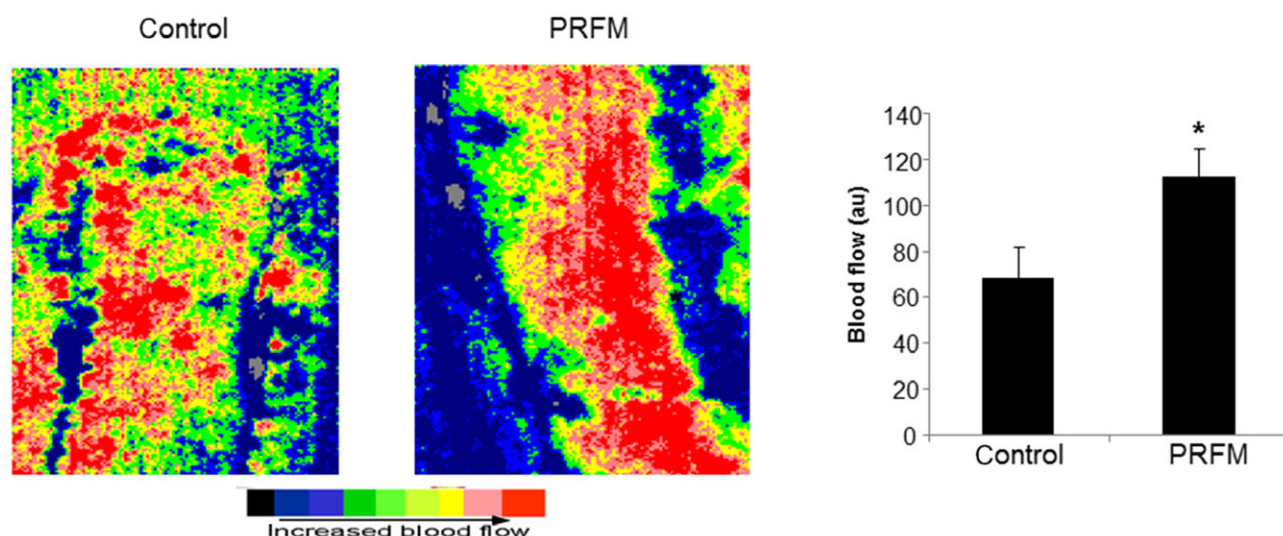 Control
PRFM
Increased blood flow
Blood flow (au)
140
120
100
80
60
40
20
0
*
Control
PRFM